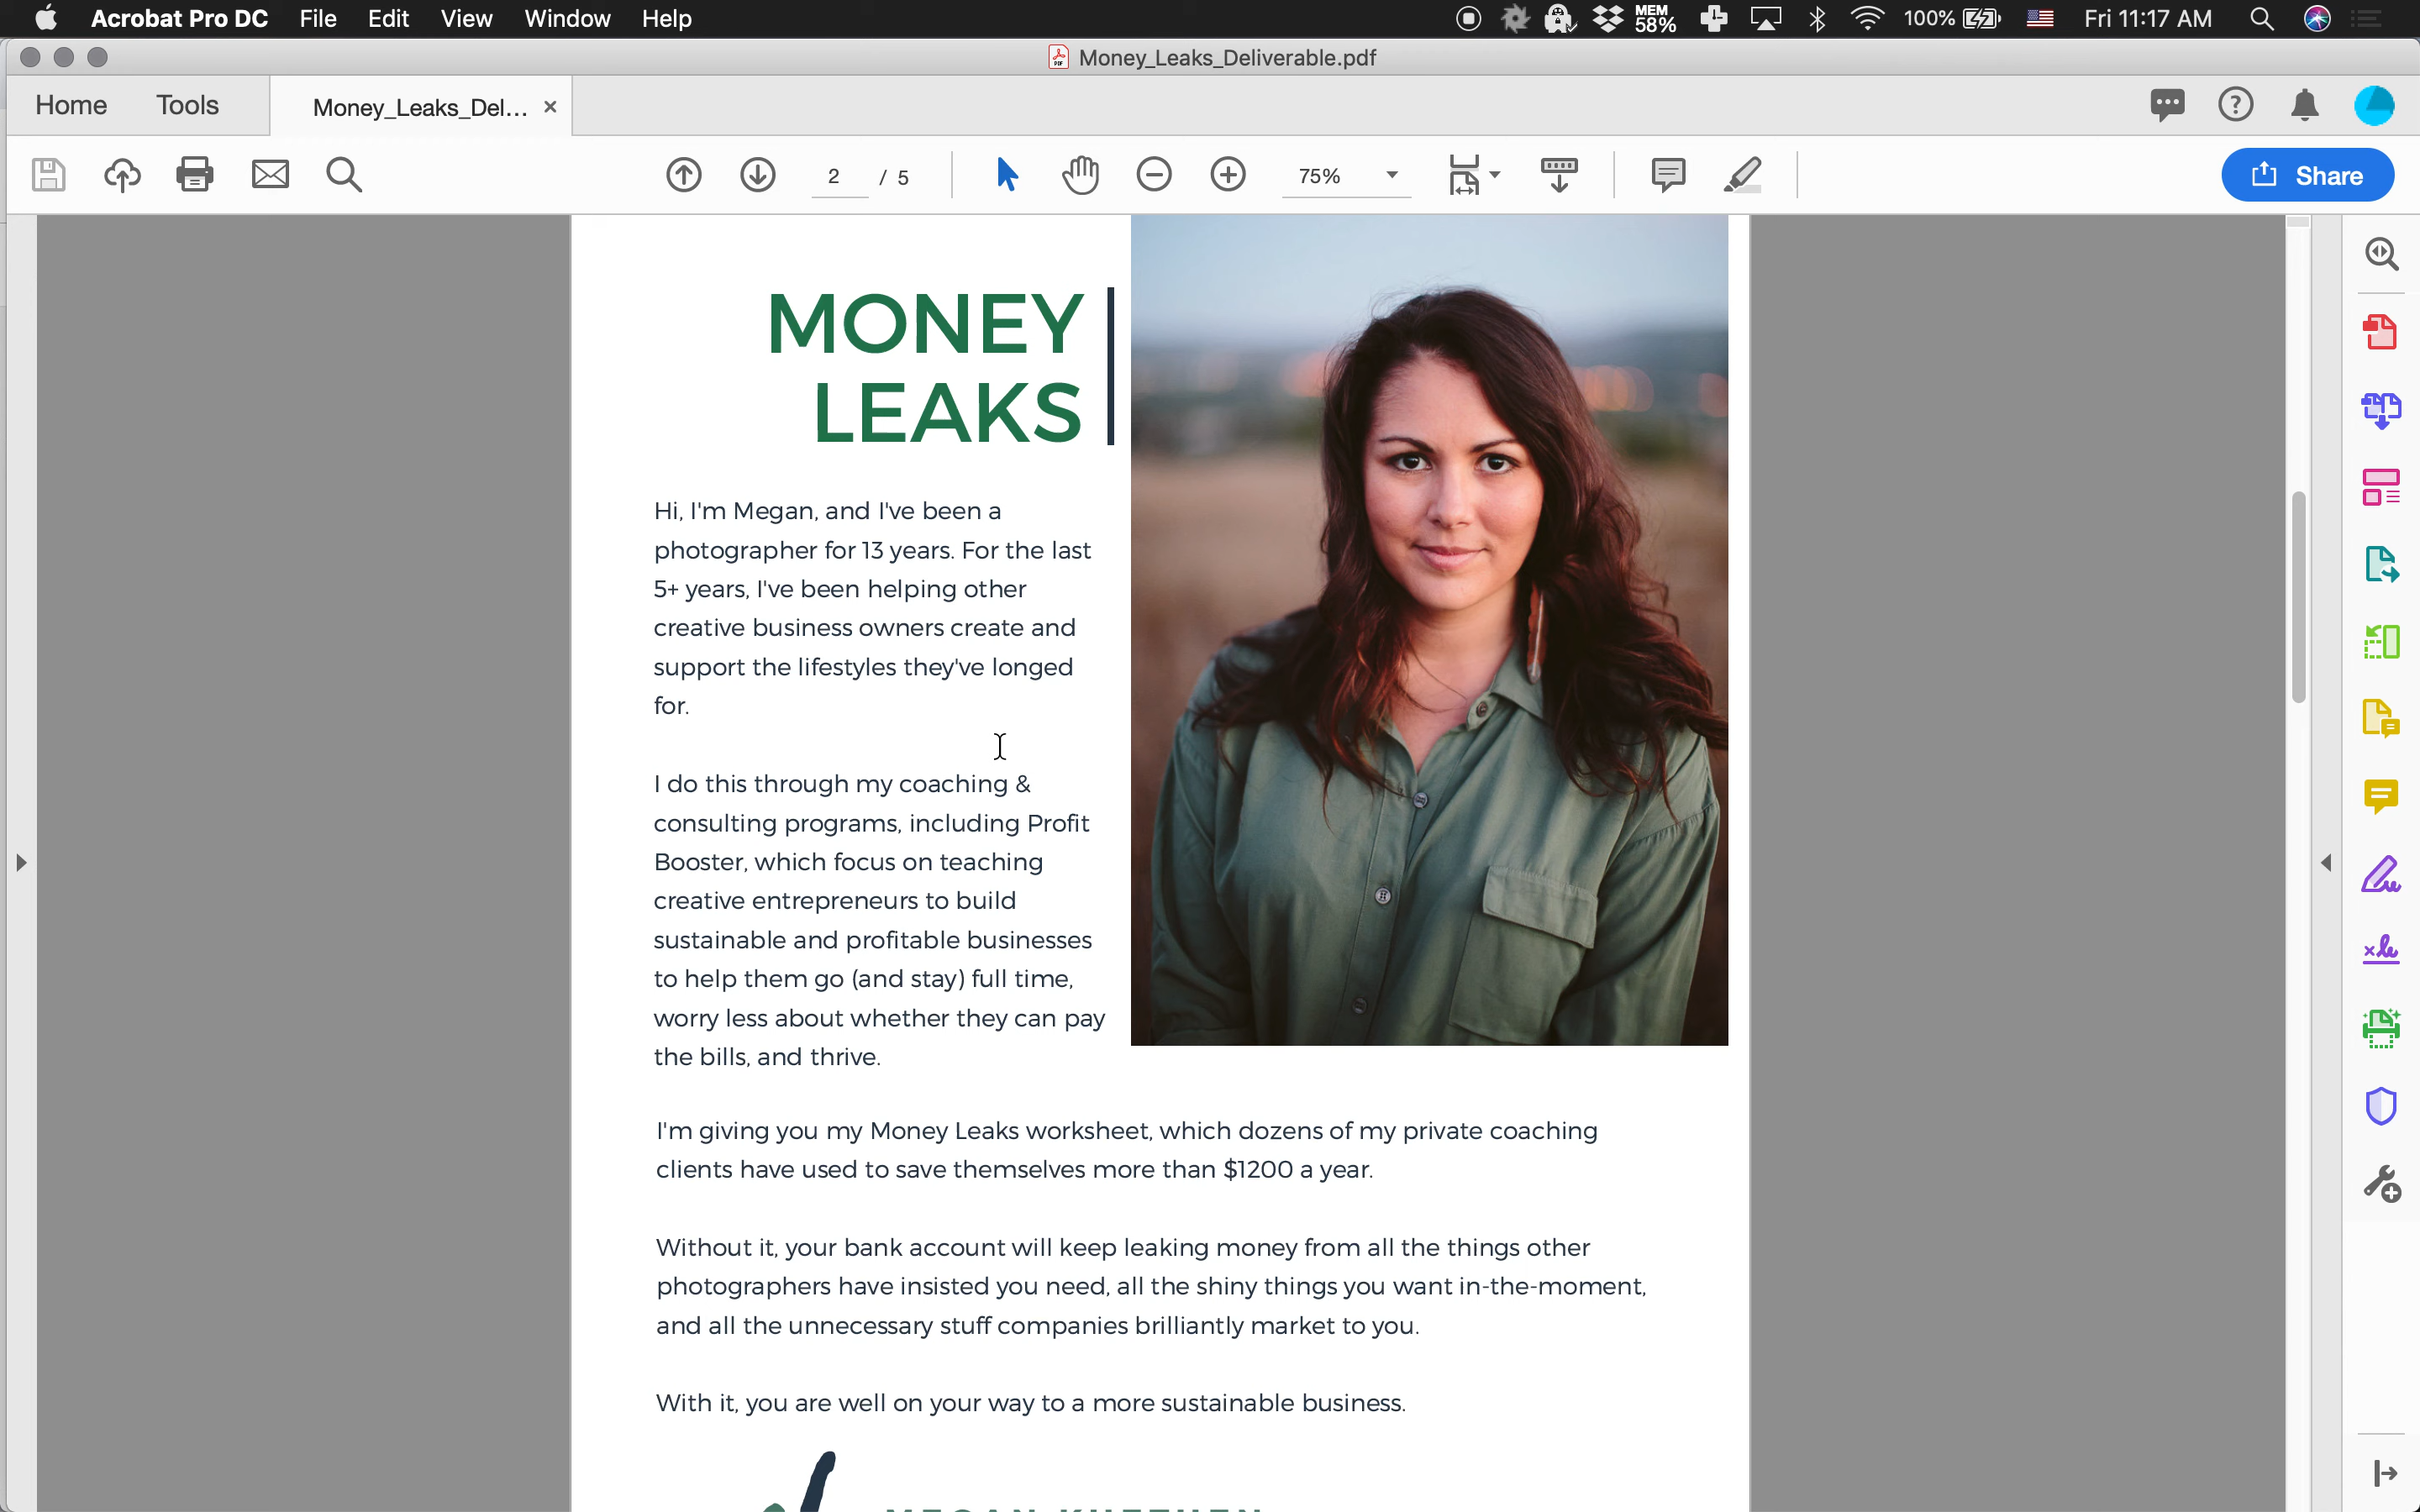 Acrobat Pro DC File Edit View Window Help MEM 58% 100% Fri 11:17 AM
Money_Leaks_Deliverable.pdf
Home Tools Money_Leaks_Del... ×
2 / 5 75% Share
MONEY
LEAKS
Hi, I'm Megan, and I've been a
photographer for 13 years. For the last
5+ years, I've been helping other
creative business owners create and
support the lifestyles they've longed
for.
I do this through my coaching &
consulting programs, including Profit
Booster, which focus on teaching
creative entrepreneurs to build
sustainable and profitable businesses
to help them go (and stay) full time,
worry less about whether they can pay
the bills, and thrive.
I'm giving you my Money Leaks worksheet, which dozens of my private coaching
clients have used to save themselves more than $1200 a year.
Without it, your bank account will keep leaking money from all the things other
photographers have insisted you need, all the shiny things you want in-the-moment,
and all the unnecessary stuff companies brilliantly market to you.
With it, you are well on your way to a more sustainable business.